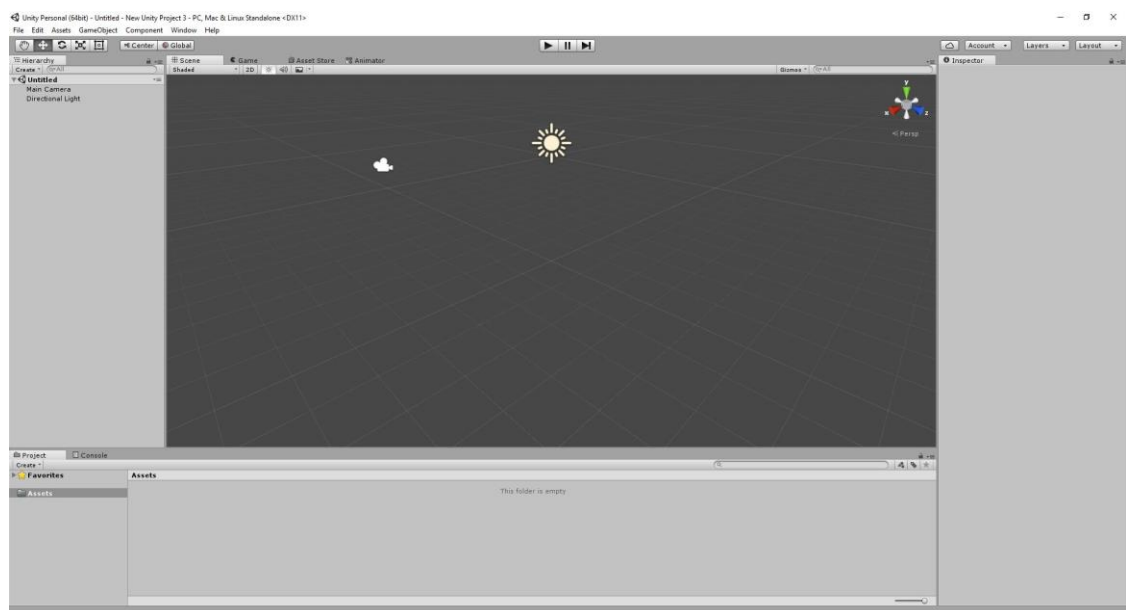 Unity Personal (64bit) - Untitled - New Unity Project 3 - PC, Mac & Linux Standalone <DX11>
File Edit Assets GameObject Component Window Help
Center Global
Account Layers Layout
Hierarchy
Create All
Untitled
Main Camera
Directional Light
Scene Game Asset Store Animator
Shaded 2D Gizmos All
y
x z
Persp
Inspector
Project Console
Create
Favorites
Assets
Assets
This folder is empty